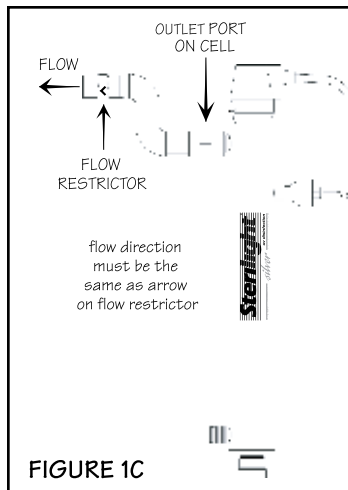 OUTLET PORT
ON CELL
FLOW
FLOW
RESTRICTOR
flow direction
must be the
same as arrow
on flow restrictor
Sterilight
silver
FIGURE 1C